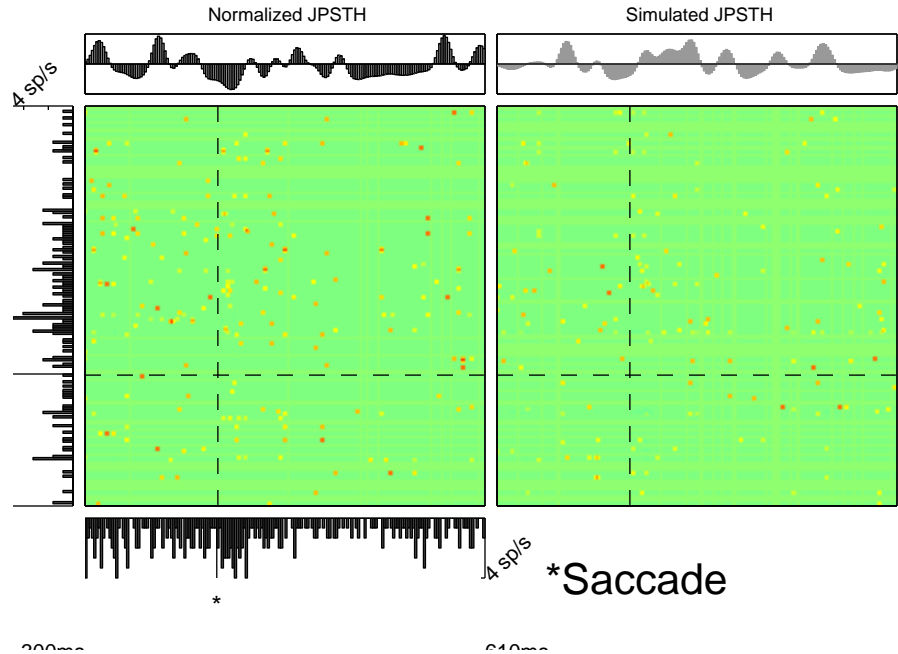 Normalized JPSTH
Simulated JPSTH
4 sp/s
4 sp/s
*Saccade
*